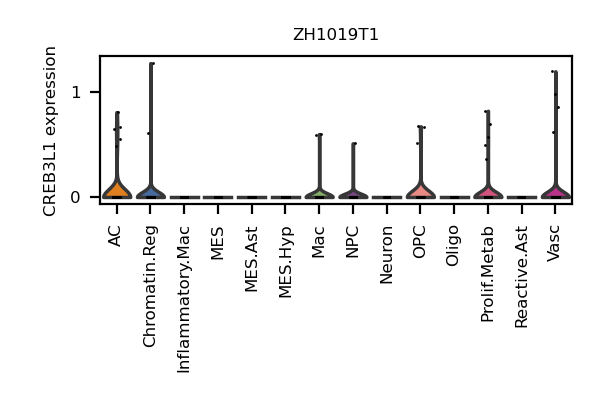 ZH1019T1
CREB3L1 expression
1
0
AC
Chromatin.Reg
Inflammatory.Mac
MES
MES.Ast
MES.Hyp
Mac
NPC
Neuron
OPC
Oligo
Prolif.Metab
Reactive.Ast
Vasc